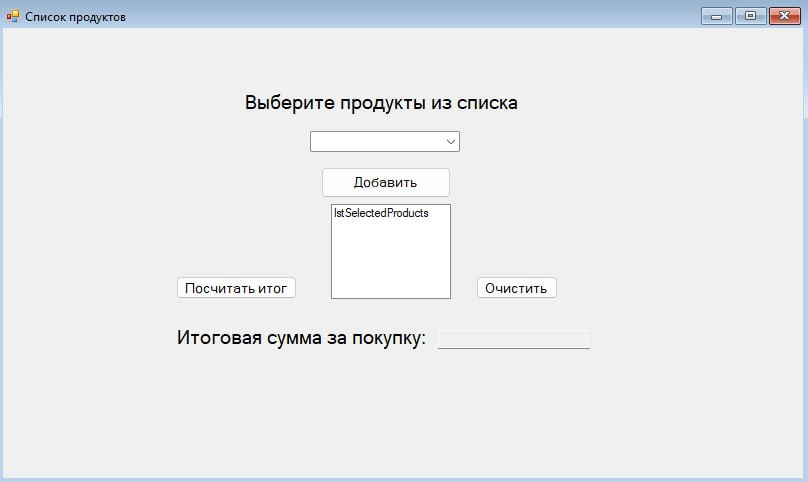 Список продуктов
Выберите продукты из списка
Добавить
lstSelectedProducts
Посчитать итог
Очистить
Итоговая сумма за покупку: